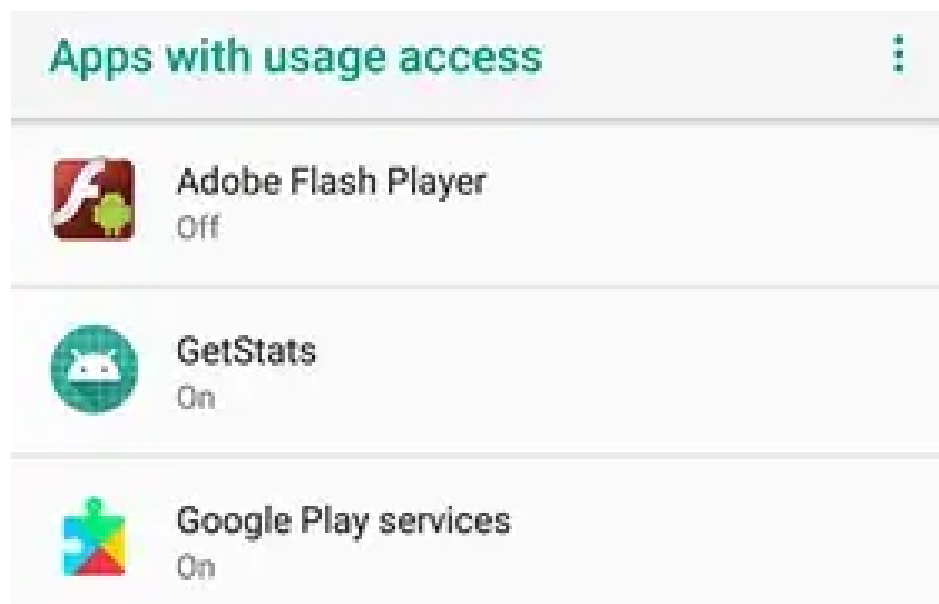 Apps with usage access
Adobe Flash Player
Off
GetStats
On
Google Play services
On